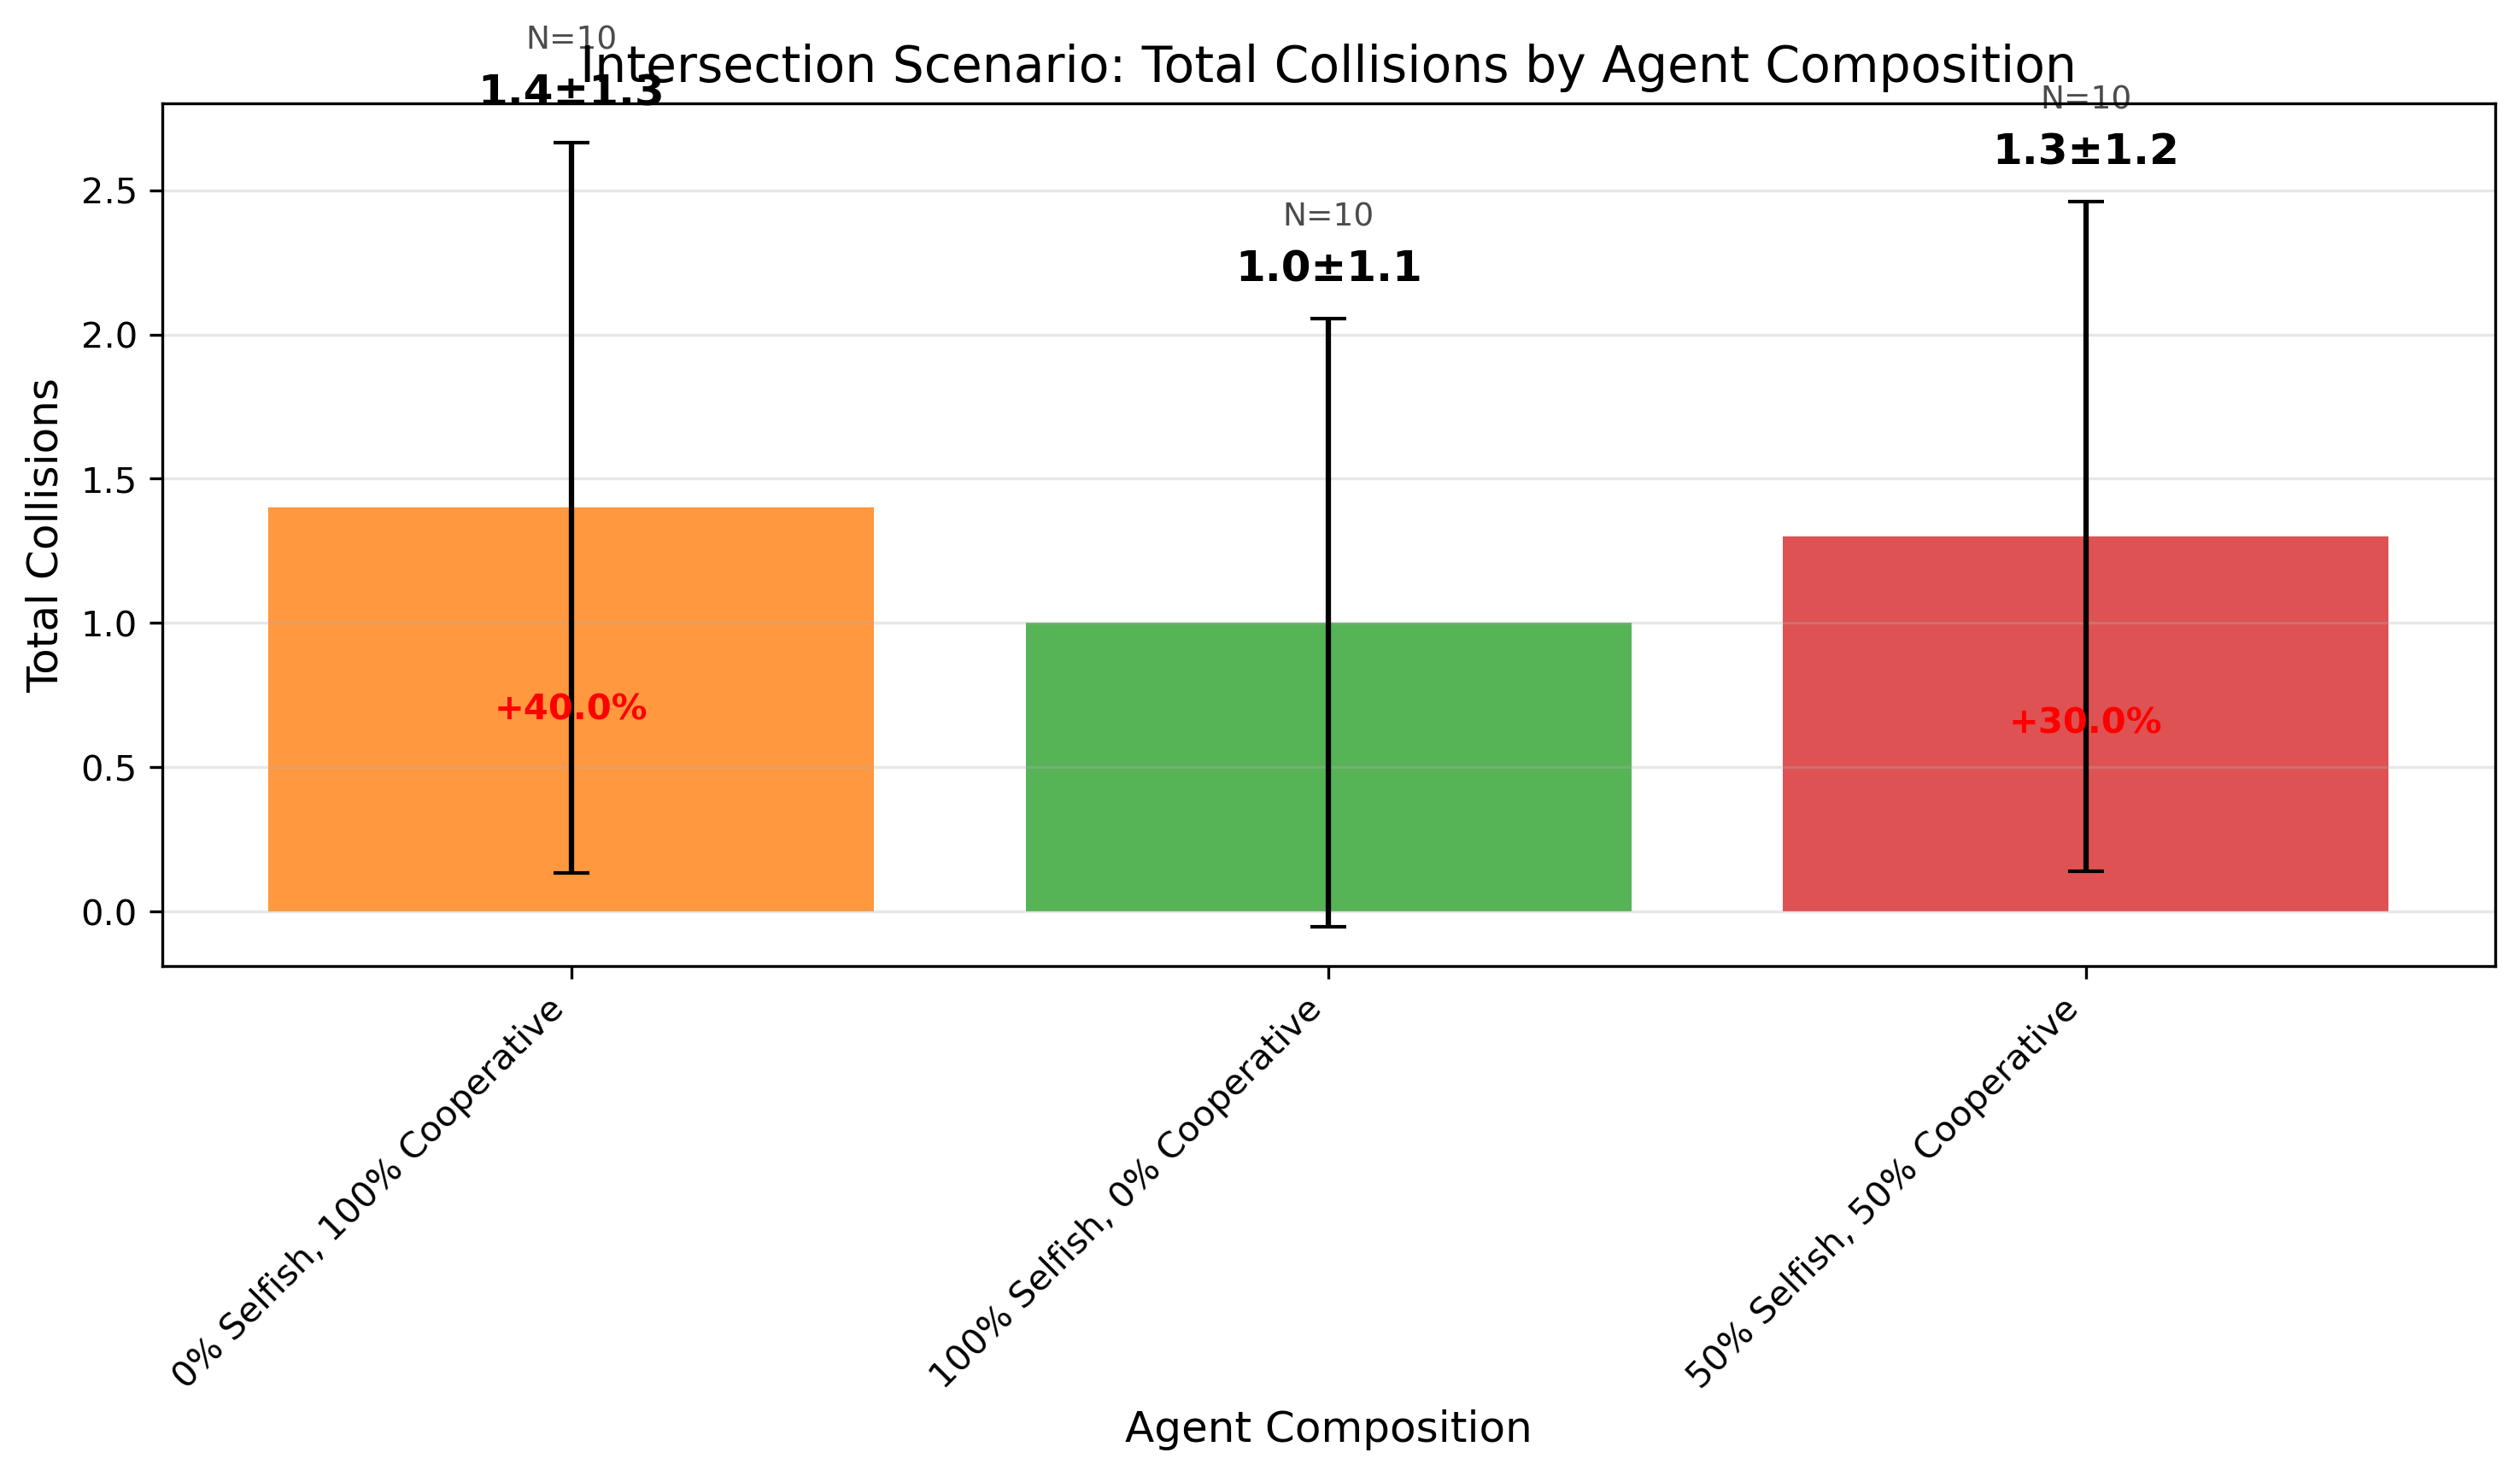 N=10
Intersection Scenario: Total Collisions by Agent Composition
1.4±1.3
N=10
1.3±1.2
N=10
1.0±1.1
2.5
2.0
1.5
1.0
0.5
0.0
Total Collisions
+40.0%
+30.0%
0% Selfish, 100% Cooperative
100% Selfish, 0% Cooperative
50% Selfish, 50% Cooperative
Agent Composition